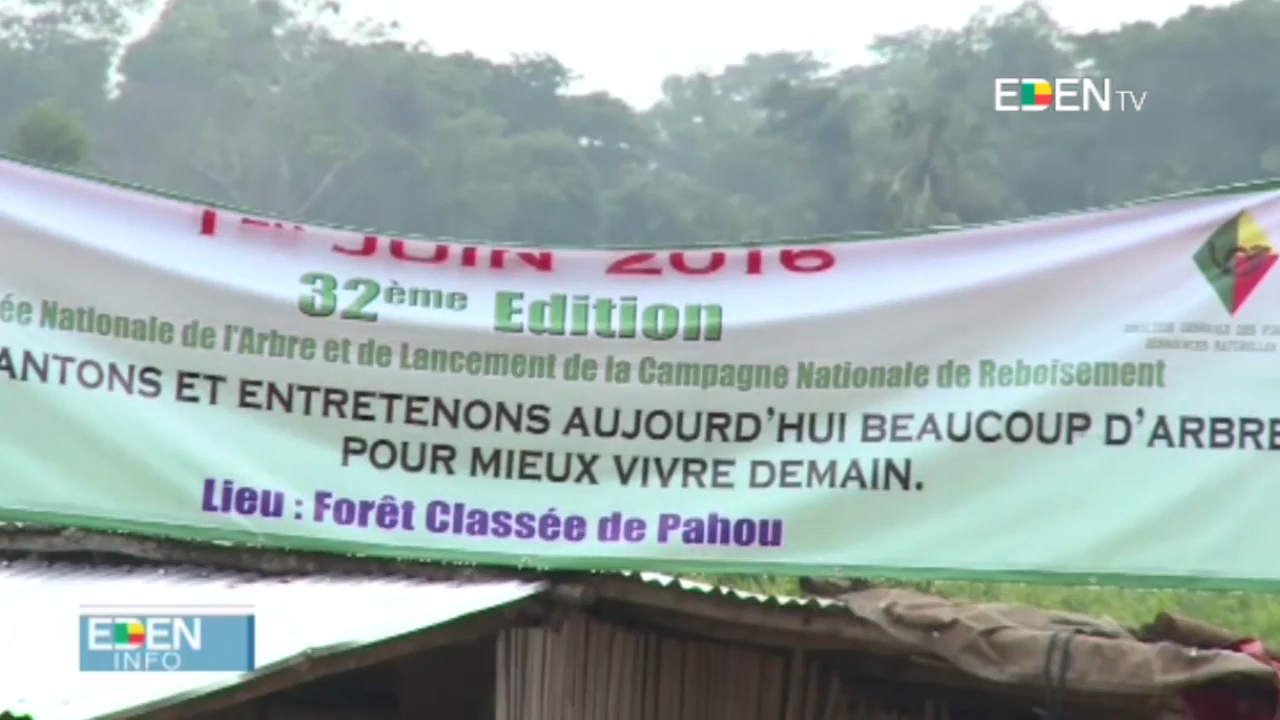 EDEN TV
1er JUIN 2016
32ème Edition
ée Nationale de l'Arbre et de Lancement de la Campagne Nationale de Reboisement
ANTONS ET ENTRETENONS AUJOURD'HUI BEAUCOUP D'ARBRE
POUR MIEUX VIVRE DEMAIN.
Lieu : Forêt Classée de Pahou
EDEN
INFO